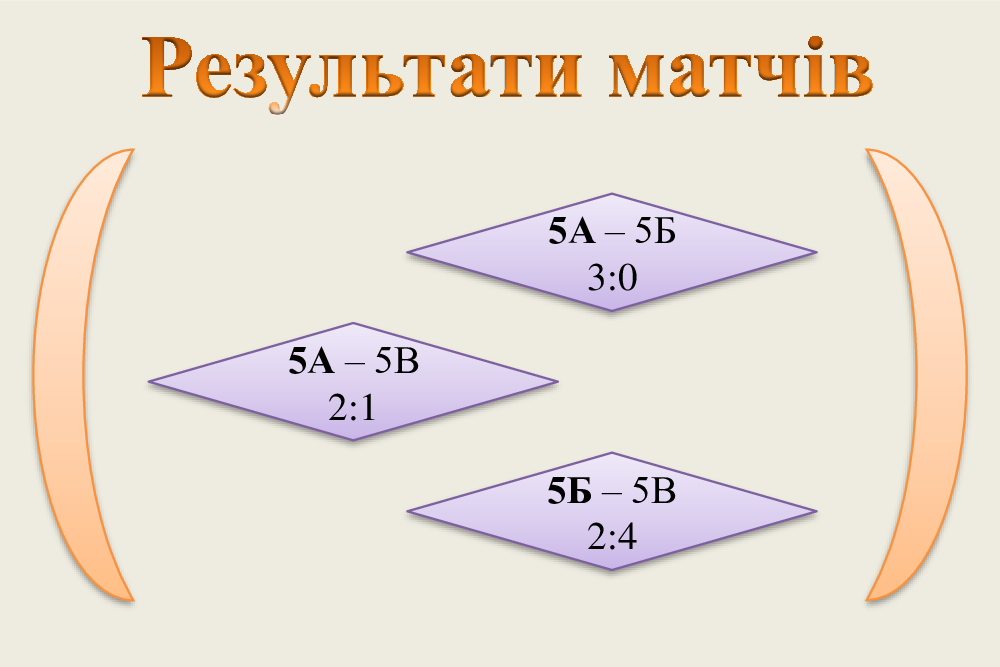 Результати матчів
5А – 5Б
3:0
5А – 5В
2:1
5Б – 5В
2:4